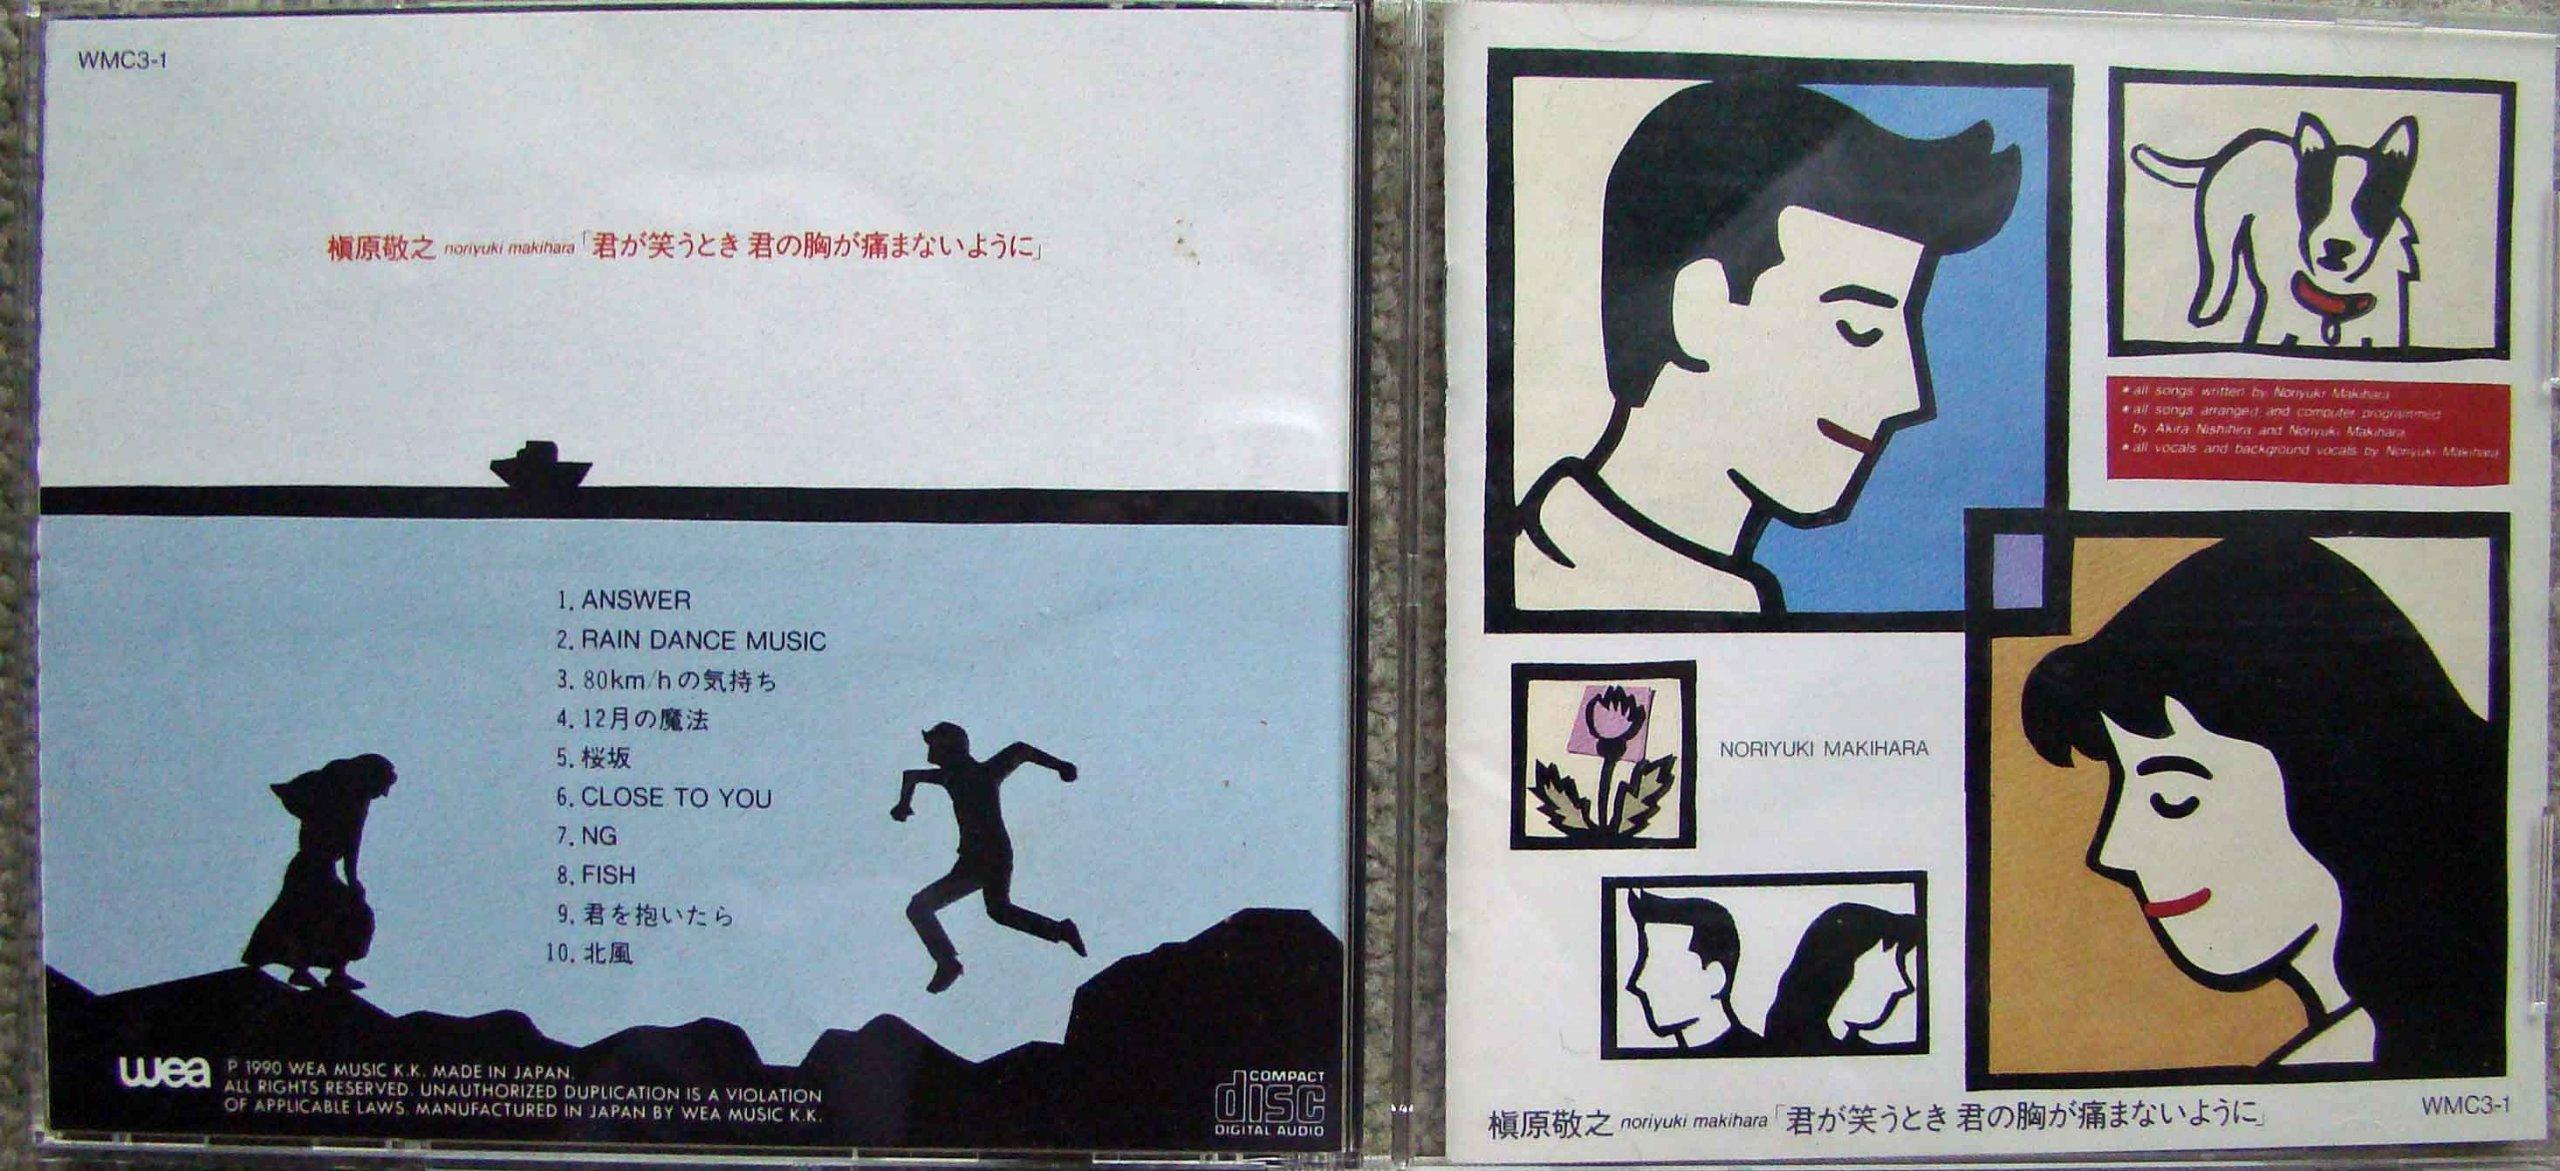 WMC3-1
槇原敬之 noriyuki makihara「君が笑うとき 君の胸が痛まないように」
1. ANSWER
2. RAIN DANCE MUSIC
3. 80km/hの気持ち
4. 12月の魔法
5. 桜坂
6. CLOSE TO YOU
7. NG
8. FISH
9. 君を抱いたら
10. 北風
wea
P 1990 WEA MUSIC K.K. MADE IN JAPAN.
ALL RIGHTS RESERVED. UNAUTHORIZED DUPLICATION IS A VIOLATION
OF APPLICABLE LAWS. MANUFACTURED IN JAPAN BY WEA MUSIC K.K.
COMPACT
disc
DIGITAL AUDIO
*all songs written by Noriyuki Makihara
*all songs arranged and computer programmed
by Akira Nishihira and Noriyuki Makihara
*all vocals and background vocals by Noriyuki Makihara
NORIYUKI MAKIHARA
槇原敬之 noriyuki makihara「君が笑うとき 君の胸が痛まないように」
WMC3-1